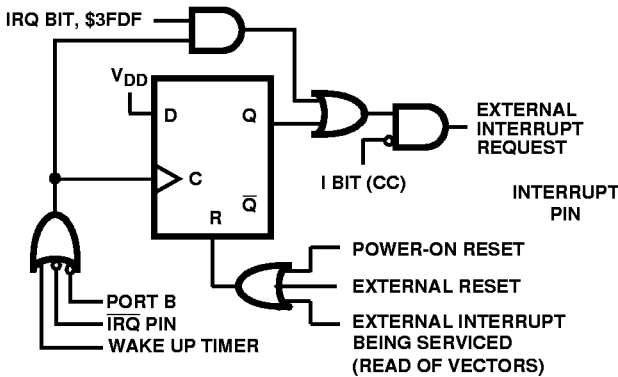 IRQ BIT, $3FDF
VDD
D
Q
C
Q̅
R
EXTERNAL
INTERRUPT
REQUEST
I BIT (CC)
INTERRUPT
PIN
POWER-ON RESET
EXTERNAL RESET
EXTERNAL INTERRUPT
BEING SERVICED
(READ OF VECTORS)
PORT B
I̅R̅Q̅ PIN
WAKE UP TIMER